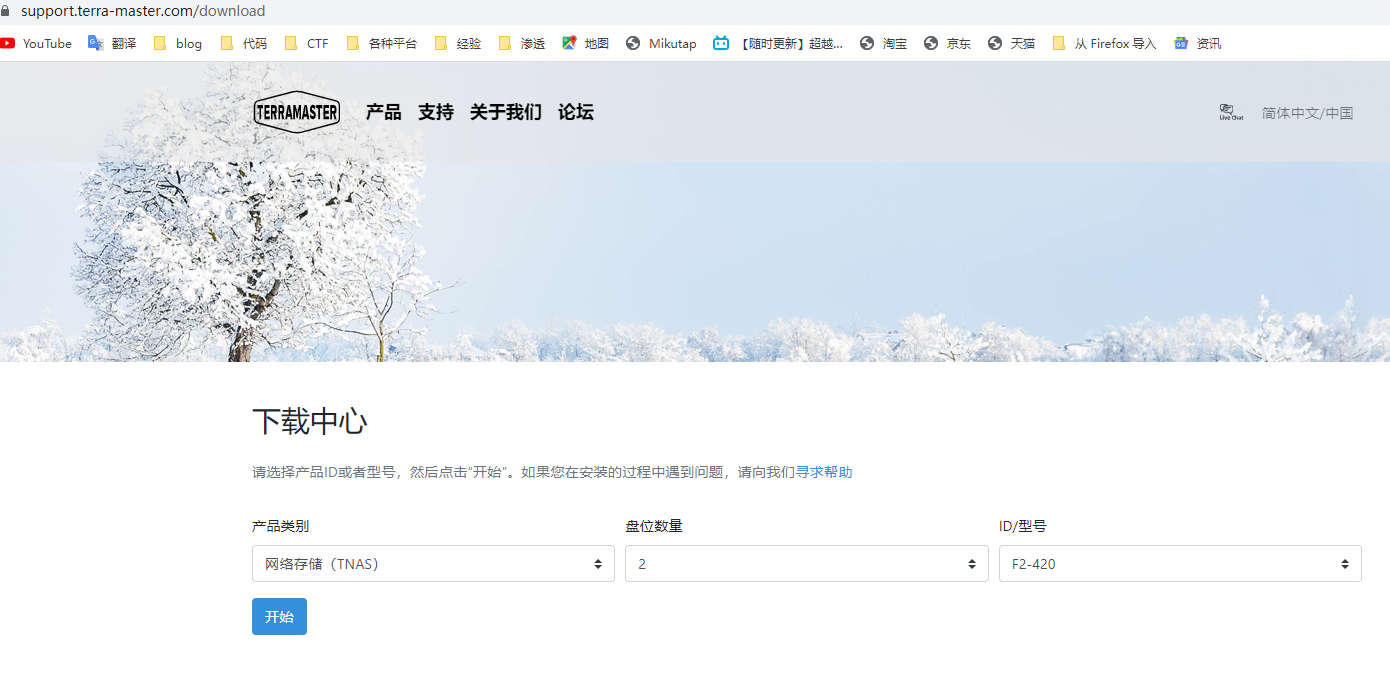 support.terra-master.com/download
YouTube 翻译 blog 代码 CTF 各种平台 经验 渗透 地图 Mikutap 【随时更新】超越... 淘宝 京东 天猫 从 Firefox 导入 资讯
TERRAMASTER 产品 支持 关于我们 论坛 Live Chat 简体中文/中国
下载中心
请选择产品ID或者型号，然后点击“开始”。如果您在安装的过程中遇到问题，请向我们寻求帮助
产品类别 盘位数量 ID/型号
网络存储（TNAS） 2 F2-420
开始